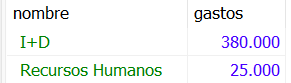 nombre gastos
I+D 380.000
Recursos Humanos 25.000